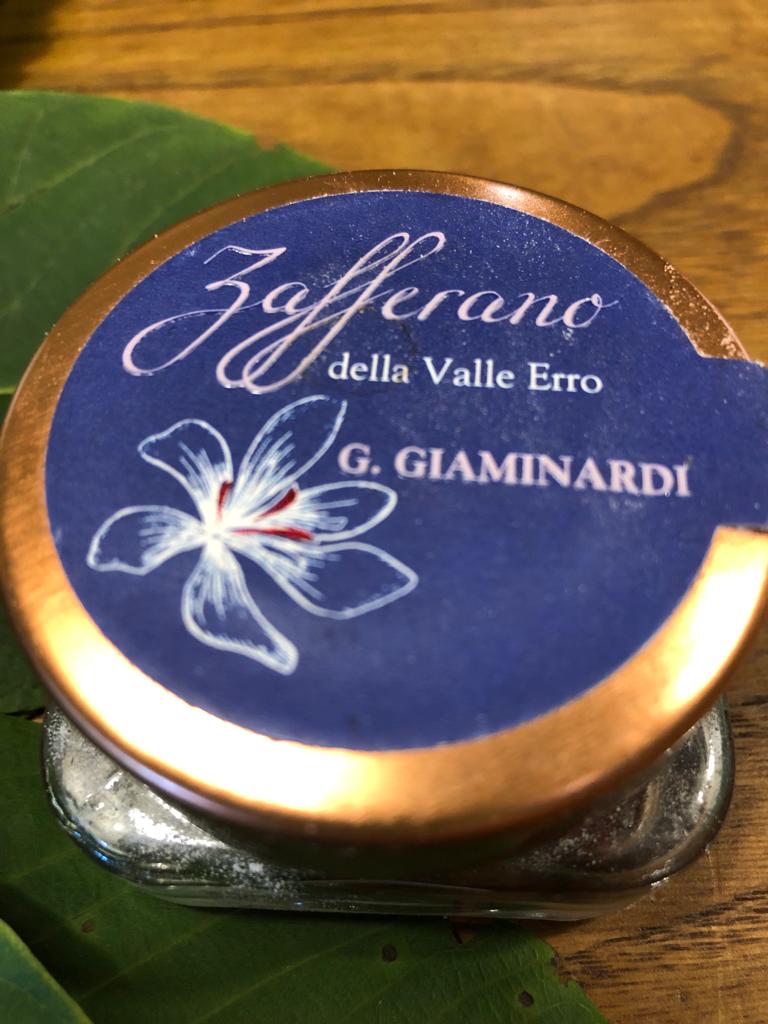 Zafferano
della Valle Erro
G. GIAMINARDI